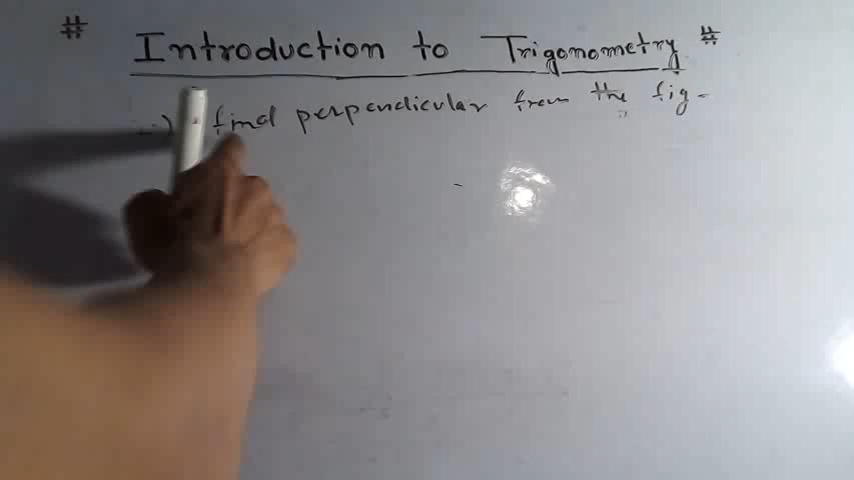 # Introduction to Trigonometry #
find perpendicular from the fig -